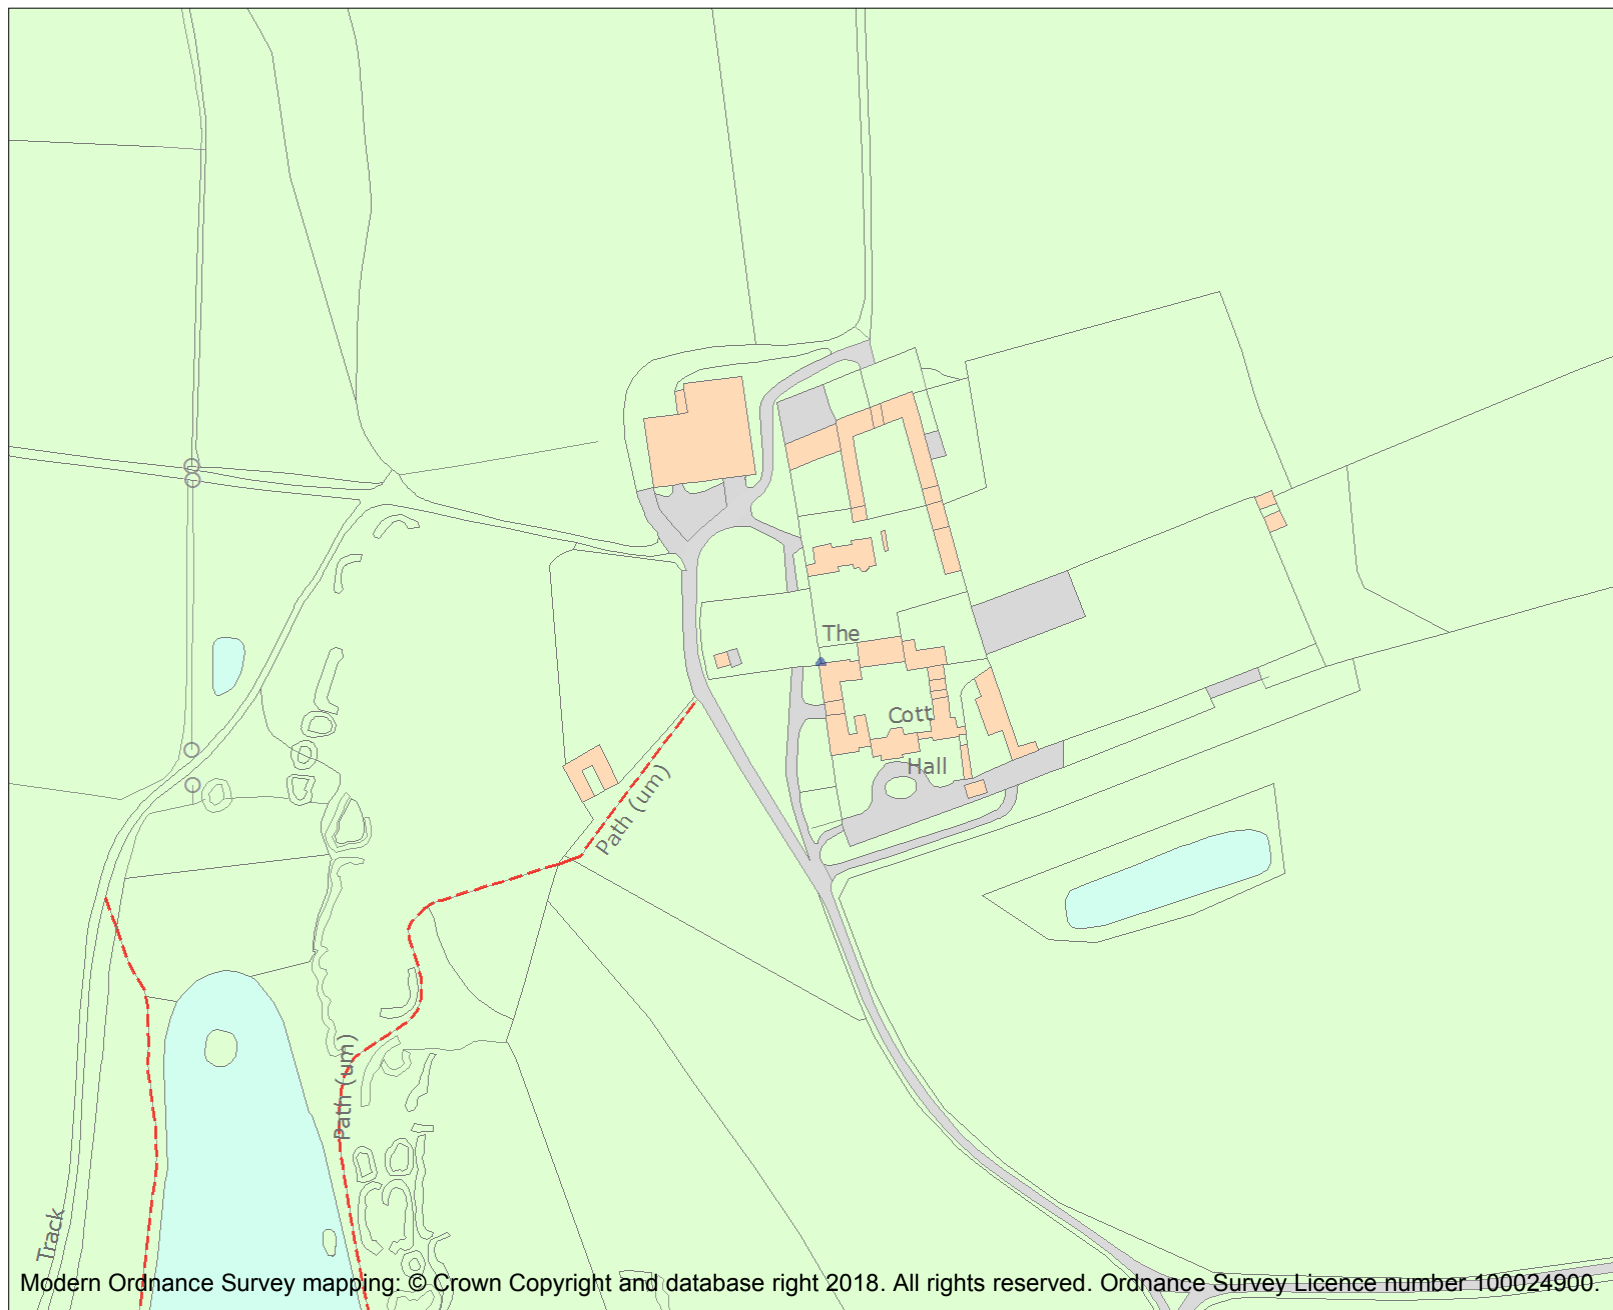 The
Cott
Hall
Path (um)
Path (um)
Track
Modern Ordnance Survey mapping: © Crown Copyright and database right 2018. All rights reserved. Ordnance Survey Licence number 100024900.